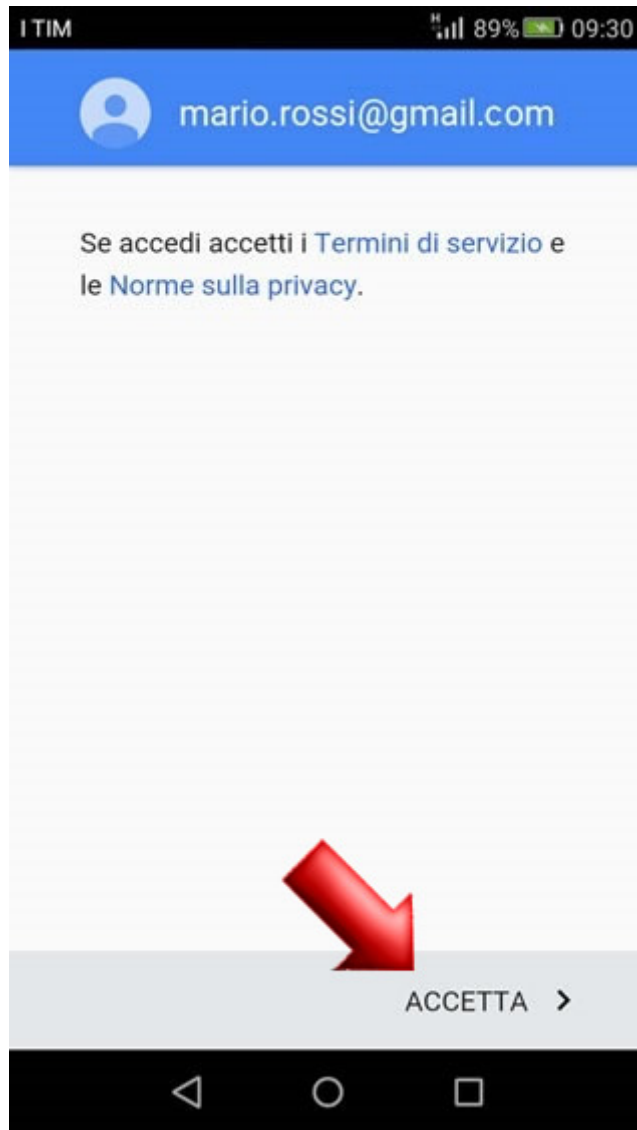 I TIM 89% 09:30
mario.rossi@gmail.com
Se accedi accetti i Termini di servizio e
le Norme sulla privacy.
ACCETTA